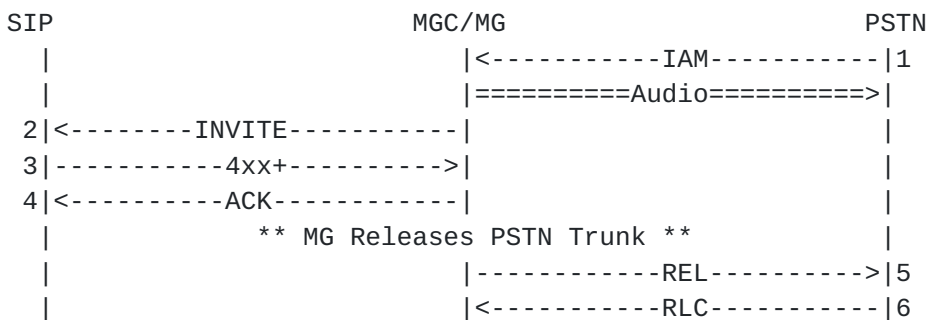 SIP                       MGC/MG                          PSTN
  |                          |<-----------IAM-----------|1
  |                          |==========Audio==========>|
 2|<--------INVITE-----------|                          |
 3|-----------4xx+---------->|                          |
 4|<----------ACK------------|                          |
  |            ** MG Releases PSTN Trunk **             |
  |                          |------------REL---------->|5
  |                          |<-----------RLC-----------|6